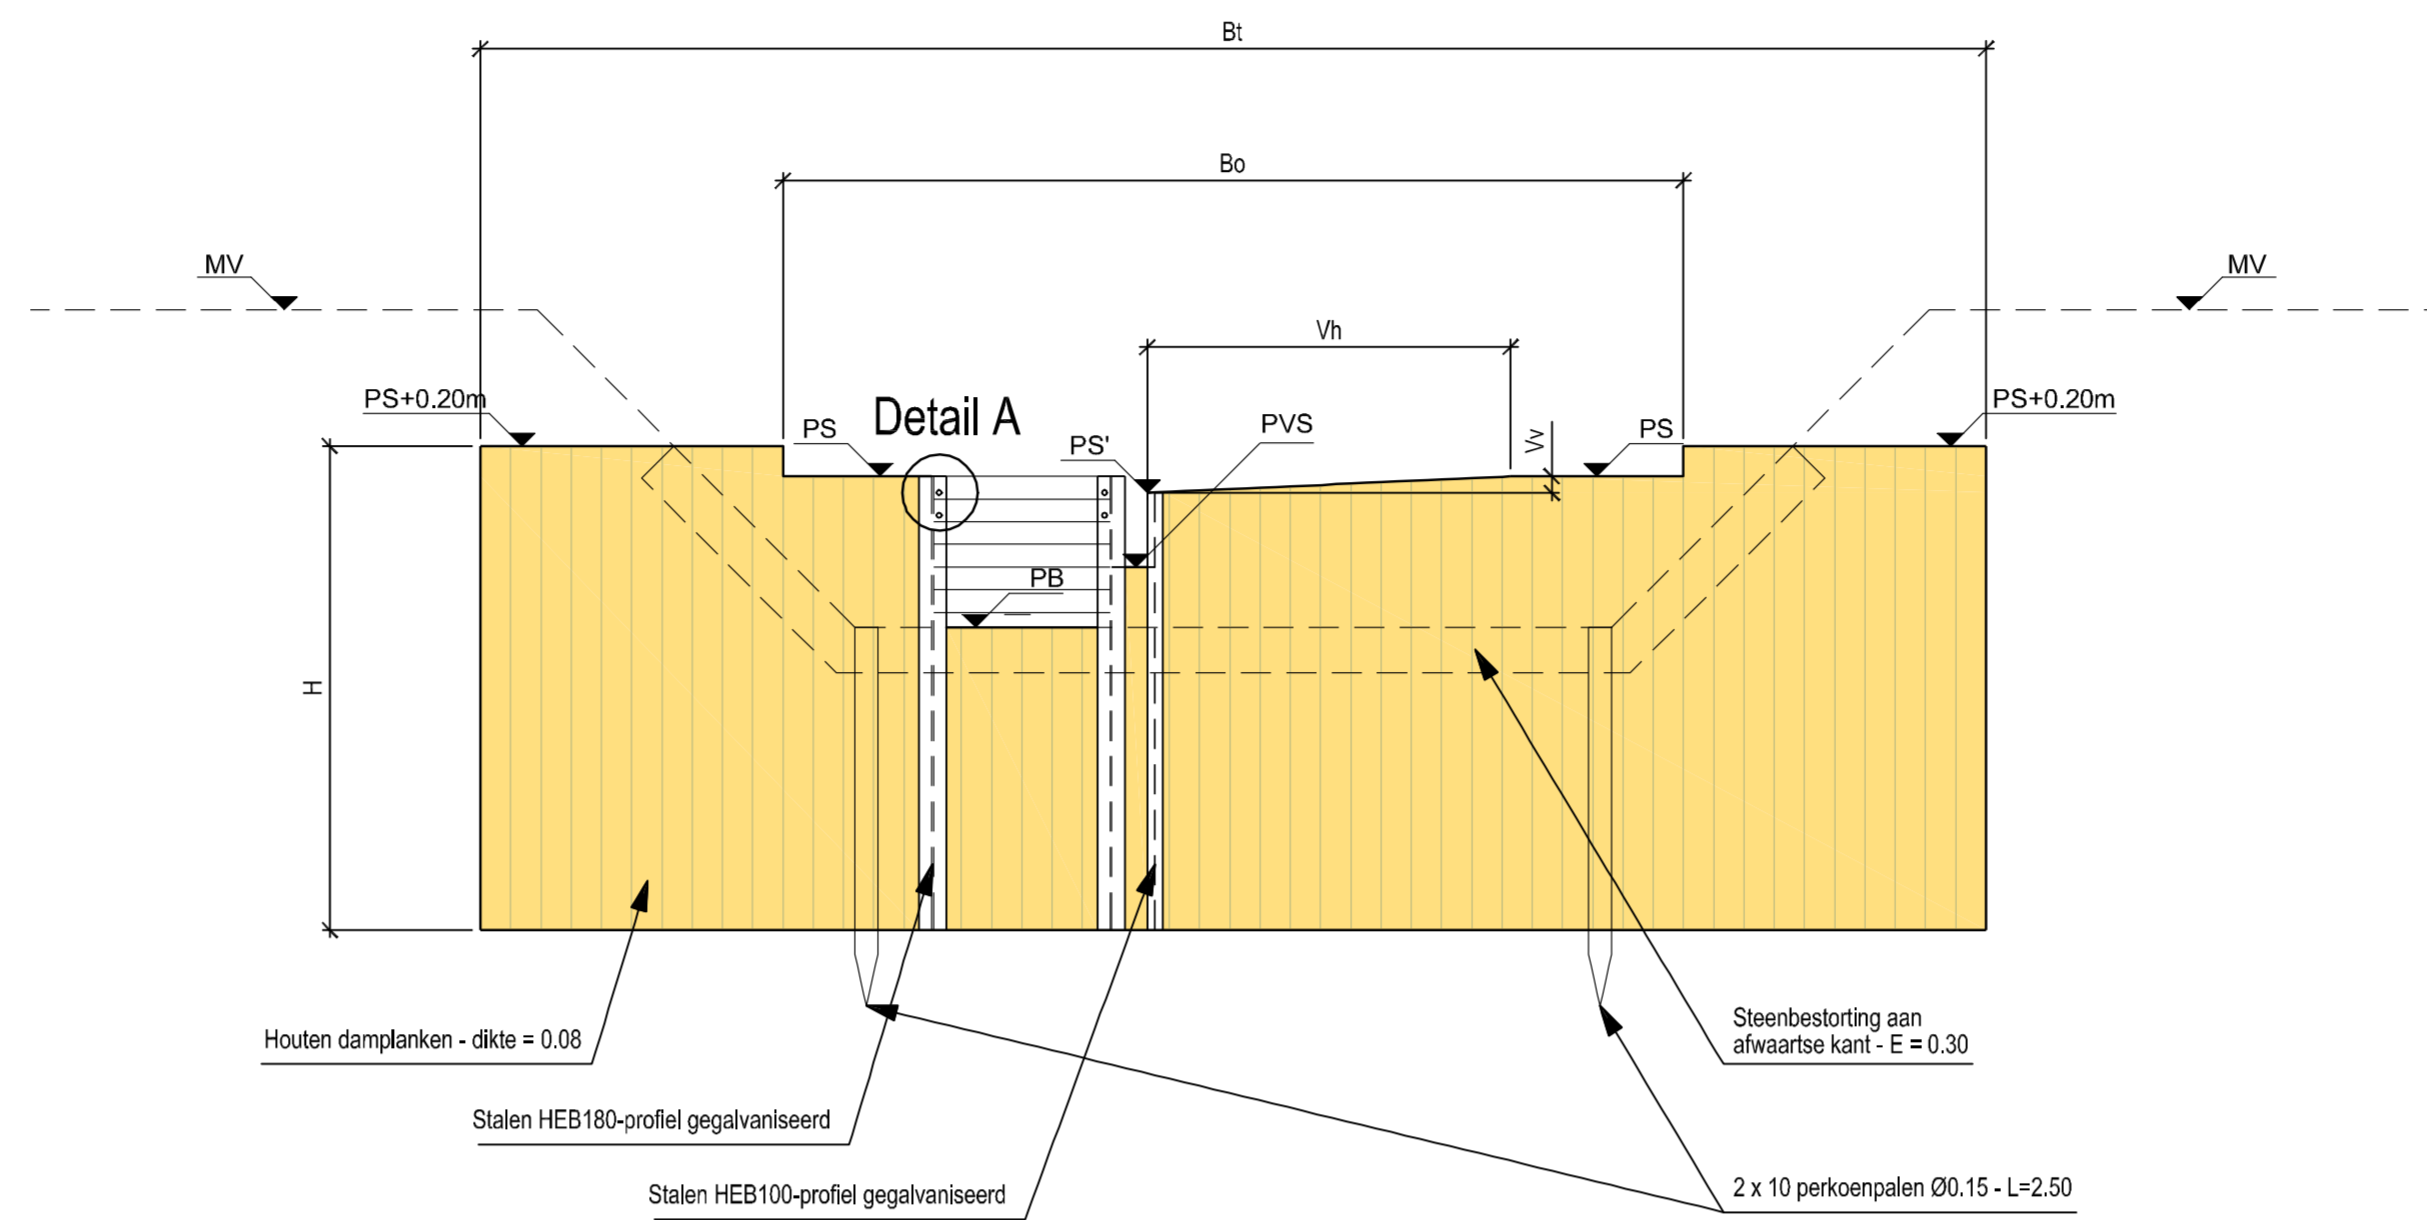 Bt
Bo
MV
MV
Vh
PS+0.20m
PS
Detail A
PS'
PVS
Vv
PS
PS+0.20m
PB
H
Houten damplanken - dikte = 0.08
Steenbestorting aan
afwaartse kant - E = 0.30
Stalen HEB180-profiel gegalvaniseerd
Stalen HEB100-profiel gegalvaniseerd
2 x 10 perkoenpalen Ø0.15 - L=2.50